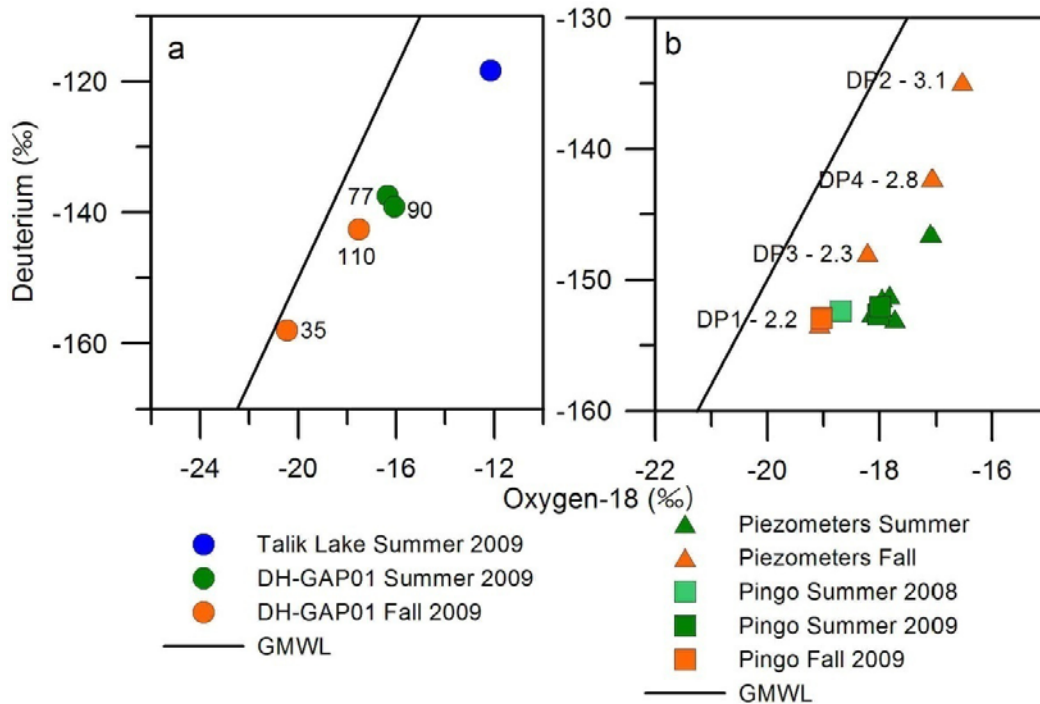 a
Deuterium (‰)
-120
-140
-160
77
90
110
35
-24
-20
-16
-12
b
-130
-140
-150
-160
DP2 - 3.1
DP4 - 2.8
DP3 - 2.3
DP1 - 2.2
-22
-20
-18
-16
Oxygen-18 (‰)
Talik Lake Summer 2009
DH-GAP01 Summer 2009
DH-GAP01 Fall 2009
GMWL
Piezometers Summer
Piezometers Fall
Pingo Summer 2008
Pingo Summer 2009
Pingo Fall 2009
GMWL